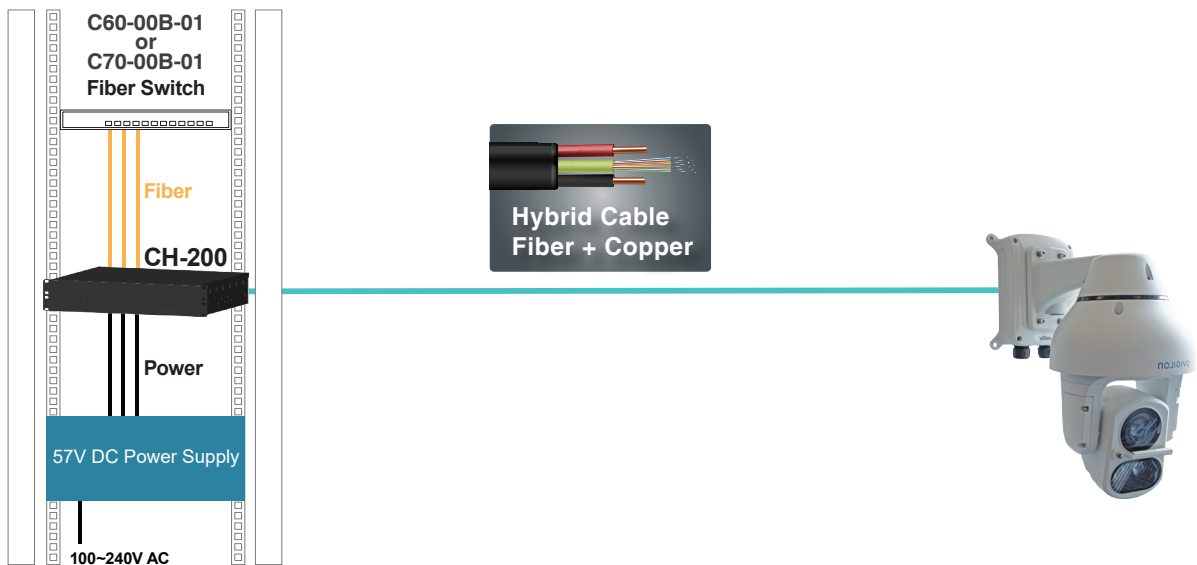 C60-00B-01
or
C70-00B-01
Fiber Switch
Fiber
CH-200
Hybrid Cable
Fiber + Copper
Power
57V DC Power Supply
100~240V AC